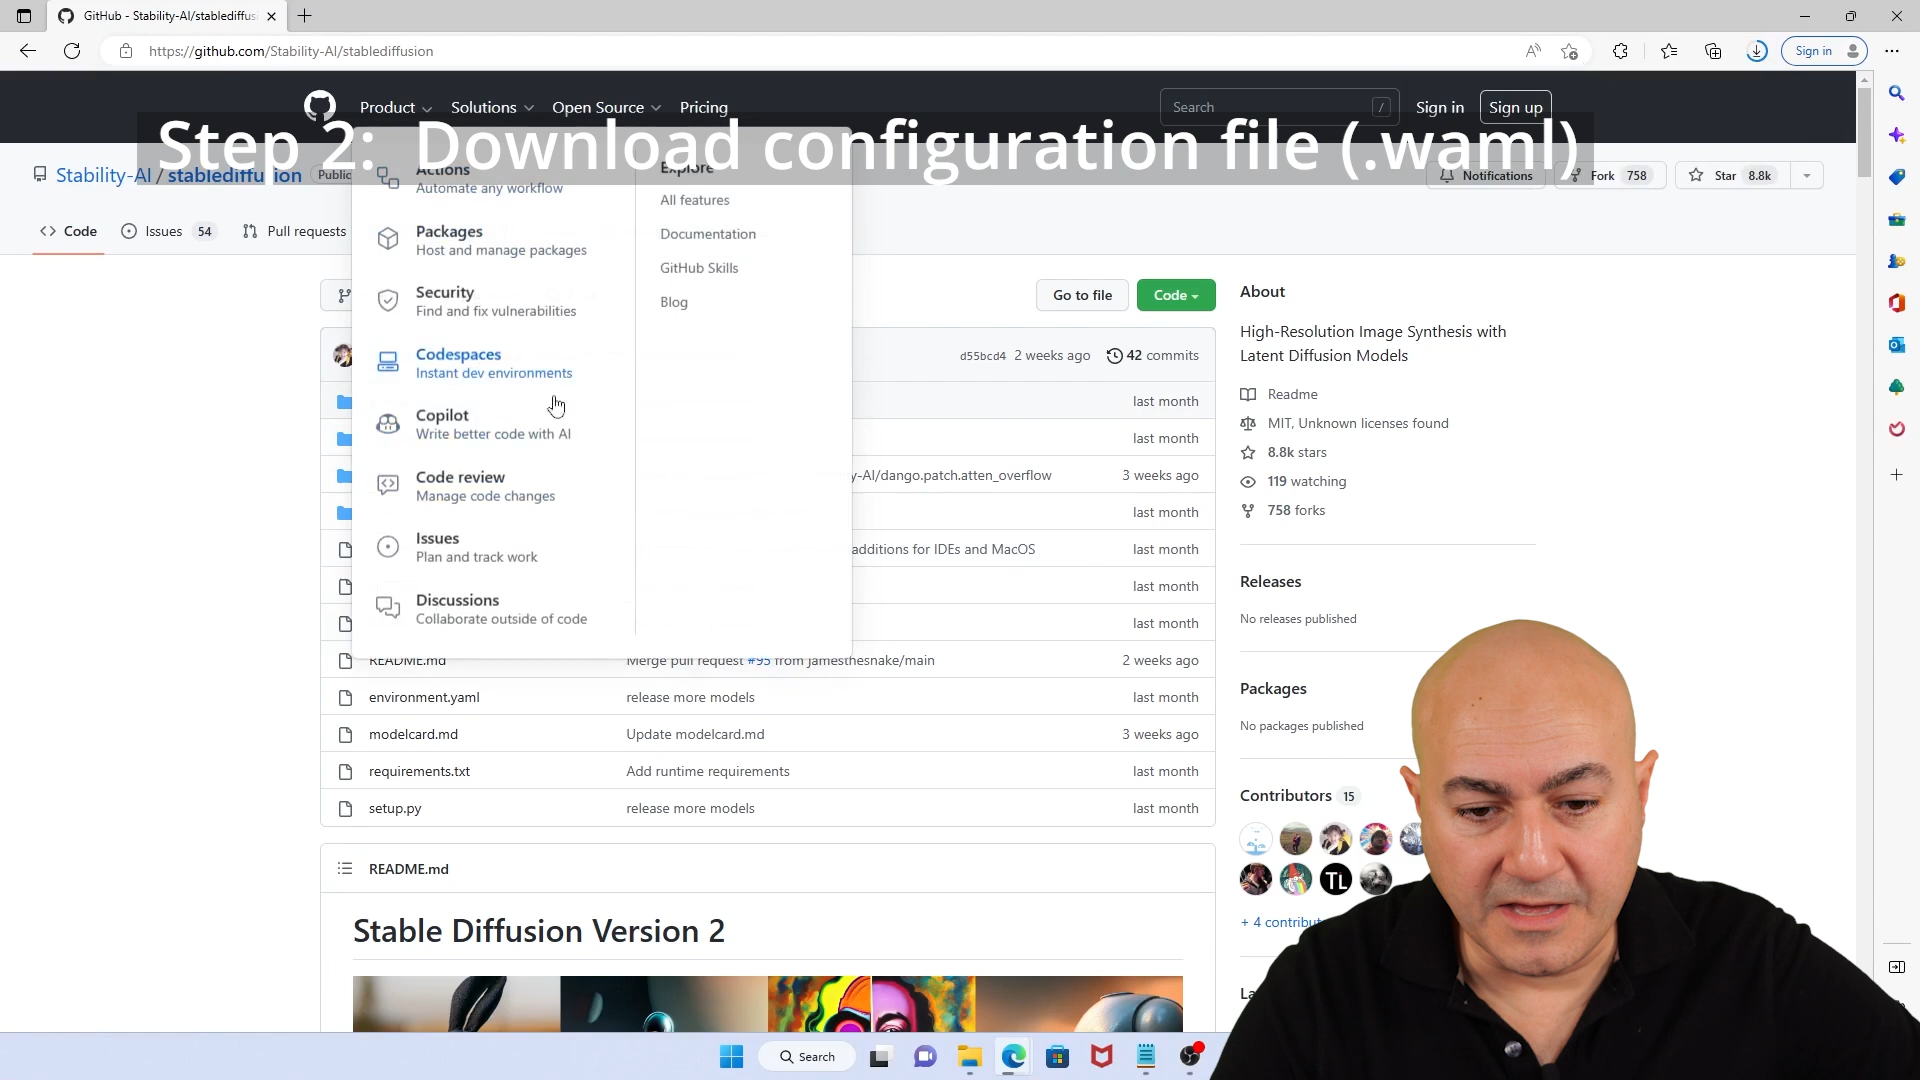 GitHub - Stability-AI/stablediffus
https://github.com/Stability-AI/stablediffusion
Sign in
Product
Solutions
Open Source
Pricing
Search
/
Sign in
Sign up
Step 2: Download configuration file (.waml)
Stability-AI / stablediffusion
Public
Notifications
Fork 758
Star 8.8k
Code
Issues 54
Pull requests
Actions
Automate any workflow
Packages
Host and manage packages
Security
Find and fix vulnerabilities
Codespaces
Instant dev environments
Copilot
Write better code with AI
Code review
Manage code changes
Issues
Plan and track work
Discussions
Collaborate outside of code
Explore
All features
Documentation
GitHub Skills
Blog
Go to file
Code
d55bcd4 2 weeks ago 42 commits
last month
last month
y-AI/dango.patch.atten_overflow 3 weeks ago
last month
additions for IDEs and MacOS last month
last month
last month
README.md Merge pull request #95 from jamesthesnake/main 2 weeks ago
environment.yaml release more models last month
modelcard.md Update modelcard.md 3 weeks ago
requirements.txt Add runtime requirements last month
setup.py release more models last month
README.md
Stable Diffusion Version 2
About
High-Resolution Image Synthesis with
Latent Diffusion Models
Readme
MIT, Unknown licenses found
8.8k stars
119 watching
758 forks
Releases
No releases published
Packages
No packages published
Contributors 15
TL
+ 4 contribut
La
Search